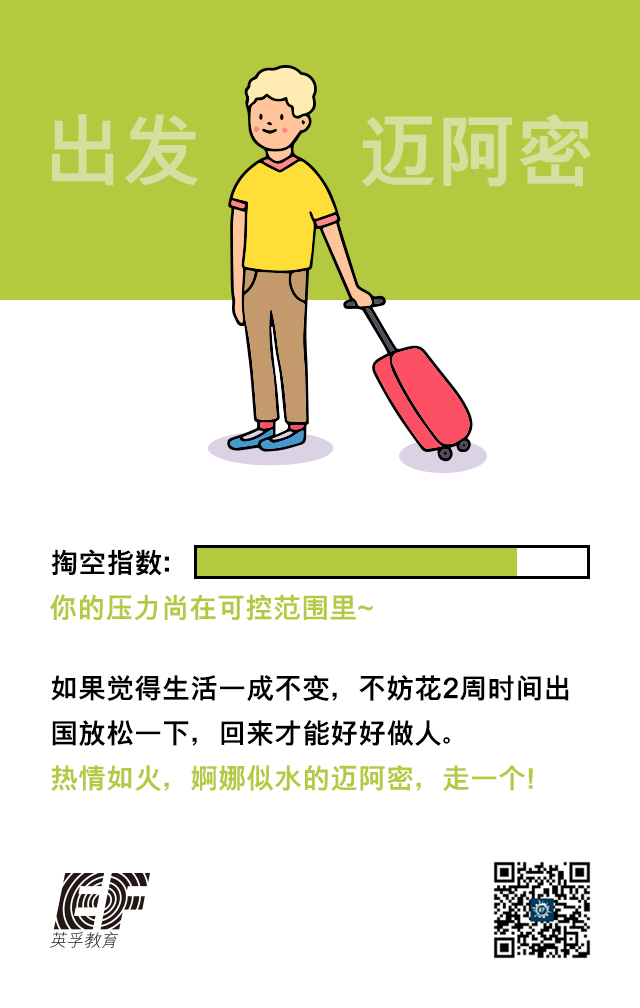 出发 迈阿密
掏空指数:
你的压力尚在可控范围里~
如果觉得生活一成不变，不妨花2周时间出
国放松一下，回来才能好好做人。
热情如火，婀娜似水的迈阿密，走一个!
EF
英孚教育